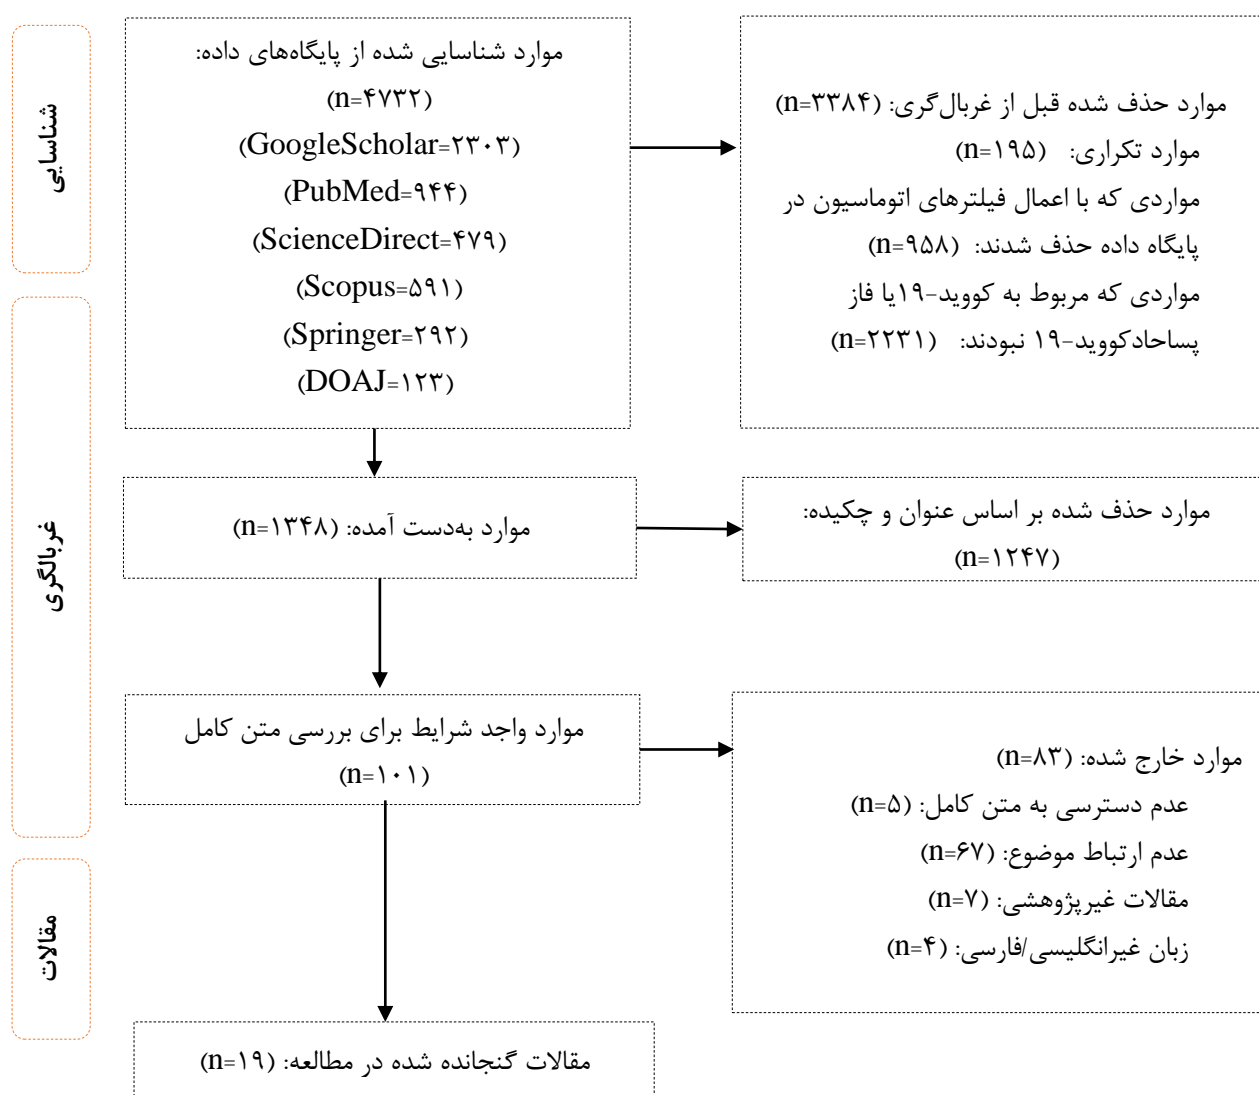 شناسایی
موارد شناسایی شده از پایگاه‌های داده:
(n=۴۷۳۲)
(GoogleScholar=۲۳۰۳)
(PubMed=۹۴۴)
(ScienceDirect=۴۷۹)
(Scopus=۵۹۱)
(Springer=۲۹۲)
(DOAJ=۱۲۳)
موارد حذف شده قبل از غربال‌گری: (n=۳۳۸۴)
موارد تکراری: (n=۱۹۵)
مواردی که با اعمال فیلترهای اتوماسیون در
پایگاه داده حذف شدند: (n=۹۵۸)
مواردی که مربوط به کووید-۱۹یا فاز
پساحادکووید-۱۹ نبودند: (n=۲۲۳۱)
غربالگری
موارد به‌دست آمده: (n=۱۳۴۸)
موارد حذف شده بر اساس عنوان و چکیده:
(n=۱۲۴۷)
موارد واجد شرایط برای بررسی متن کامل
(n=۱۰۱)
موارد خارج شده: (n=۸۳)
عدم دسترسی به متن کامل: (n=۵)
عدم ارتباط موضوع: (n=۶۷)
مقالات غیرپژوهشی: (n=۷)
زبان غیرانگلیسی/فارسی: (n=۴)
مقالات
مقالات گنجانده شده در مطالعه: (n=۱۹)